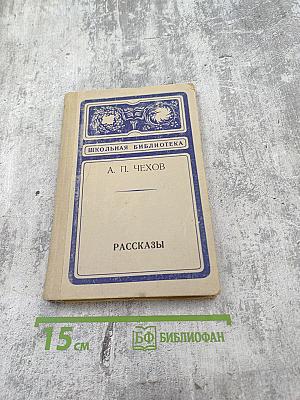 ШКОЛЬНАЯ БИБЛИОТЕКА
А. П. ЧЕХОВ
РАССКАЗЫ
15 см
БФ БИБЛИОФАН